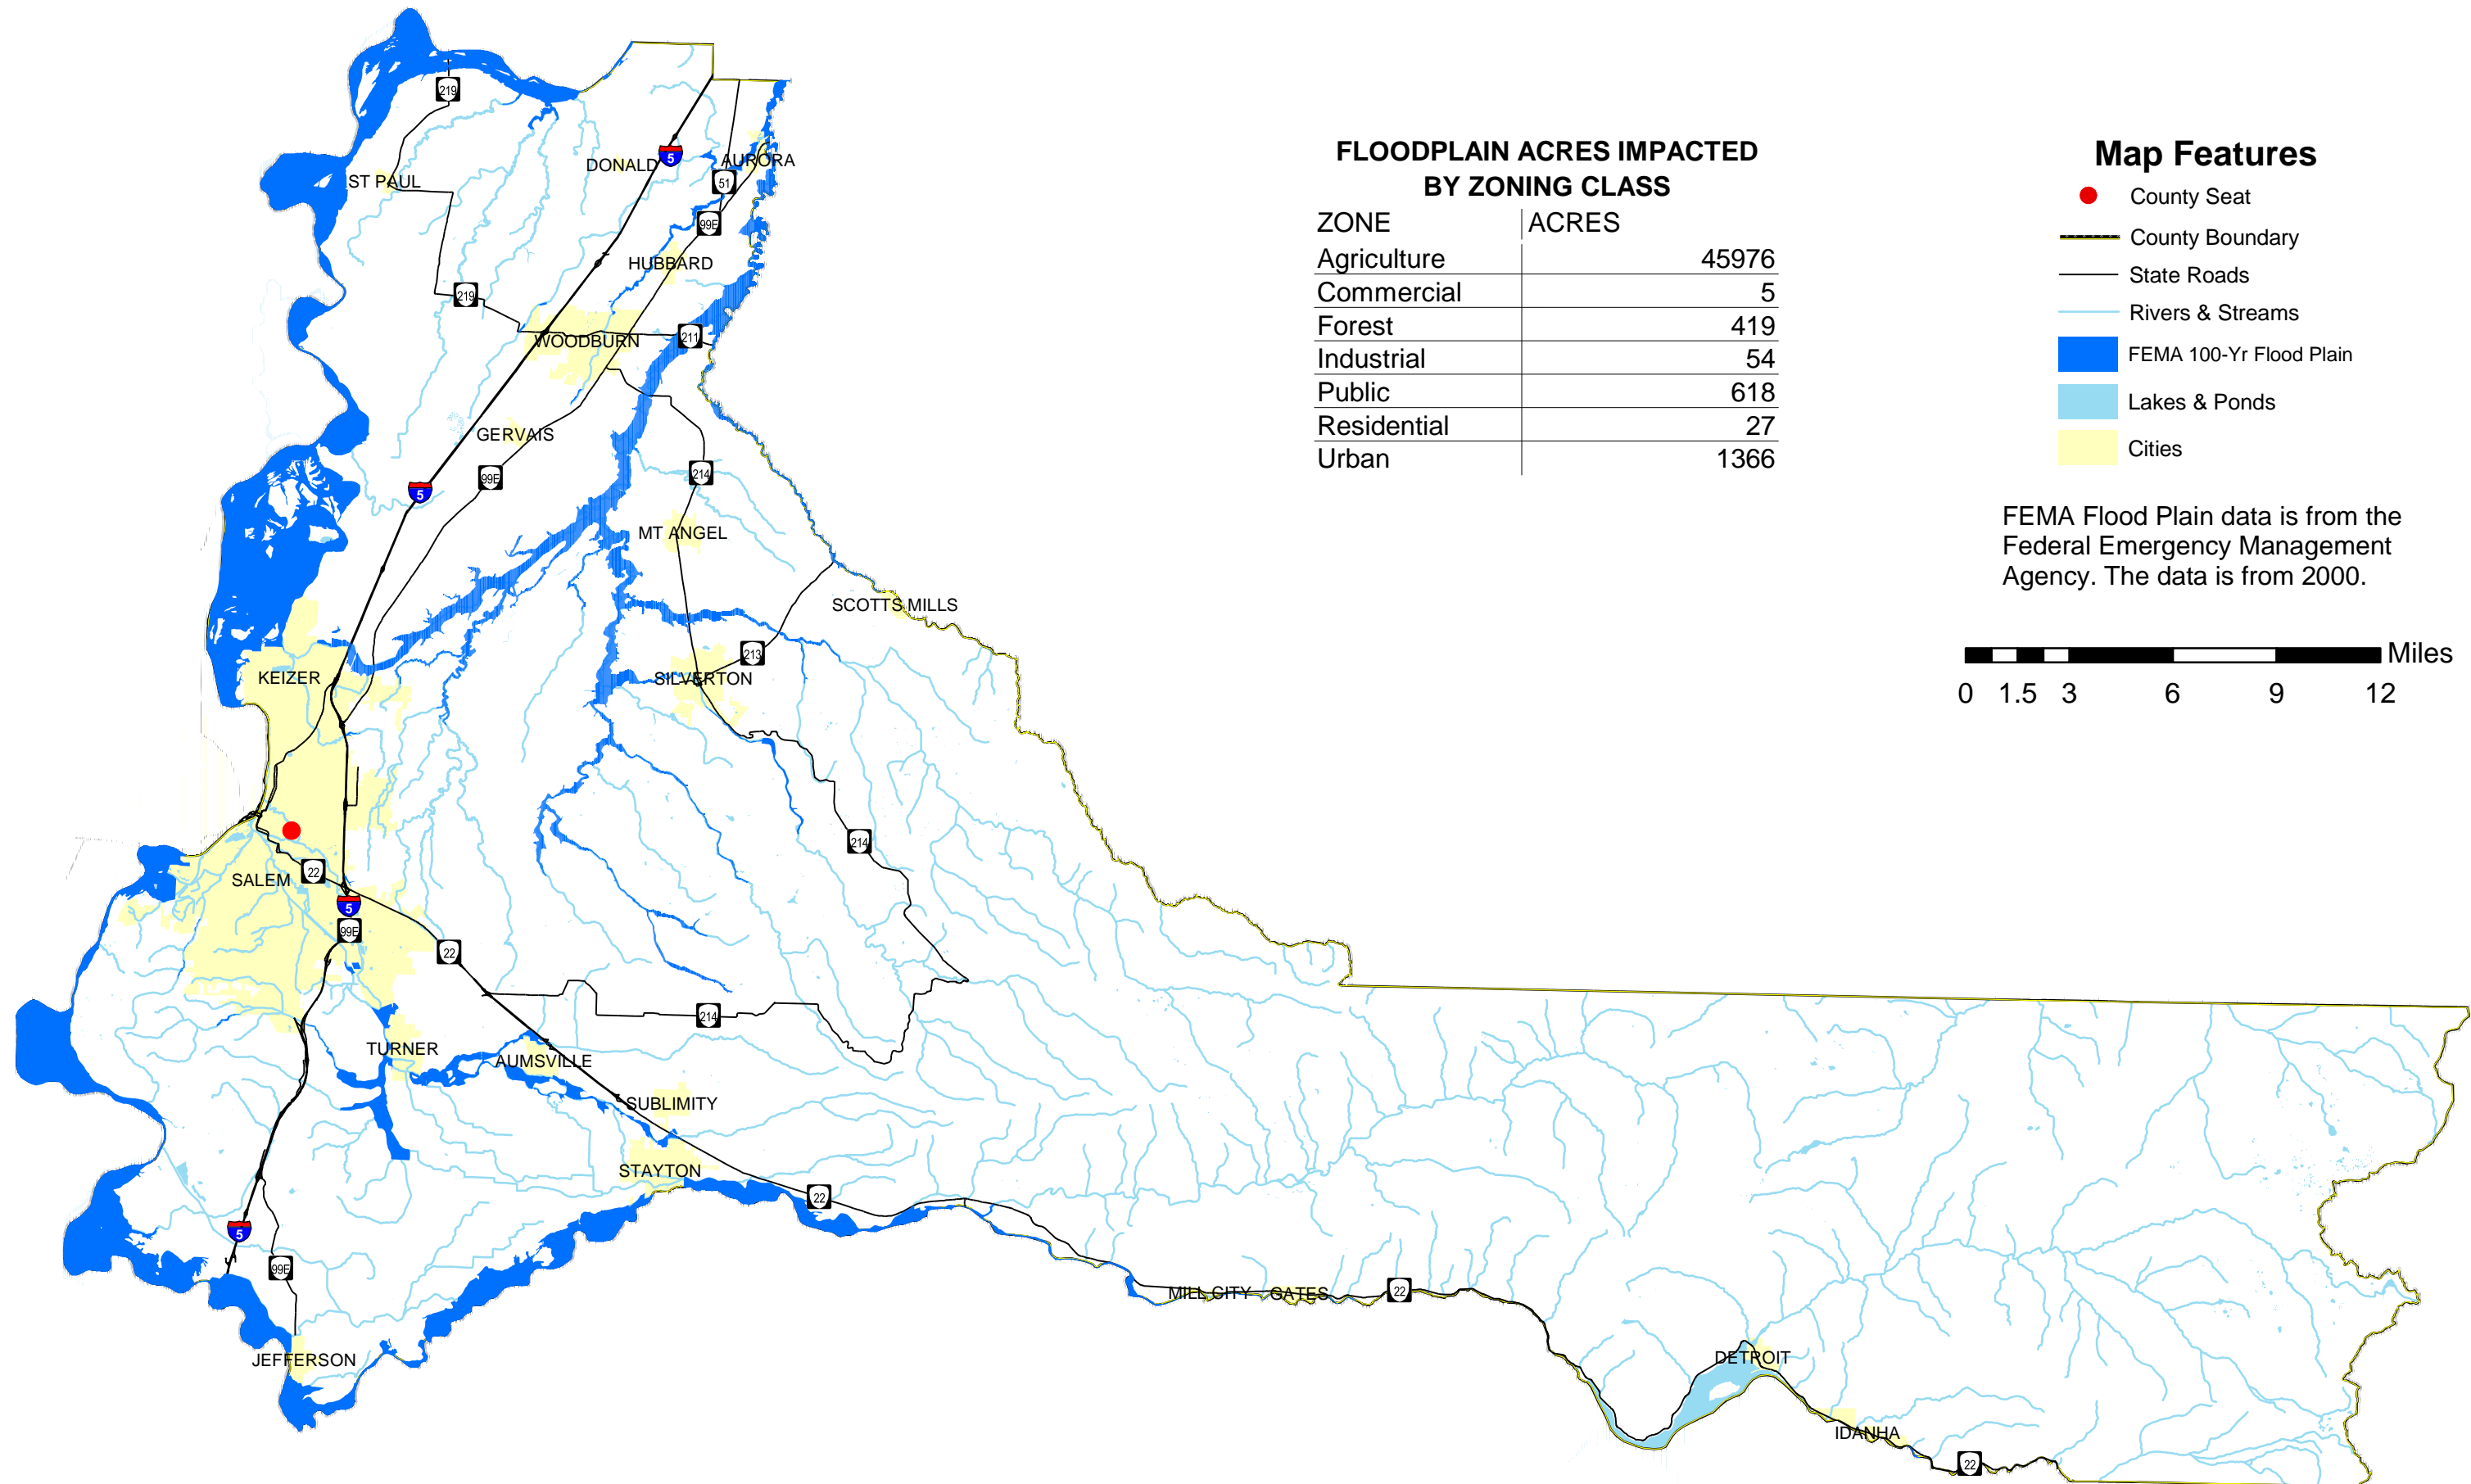 FLOODPLAIN ACRES IMPACTED
BY ZONING CLASS
ZONE ACRES
Agriculture 45976
Commercial 5
Forest 419
Industrial 54
Public 618
Residential 27
Urban 1366
Map Features
County Seat
County Boundary
State Roads
Rivers & Streams
FEMA 100-Yr Flood Plain
Lakes & Ponds
Cities
FEMA Flood Plain data is from the
Federal Emergency Management
Agency. The data is from 2000.
Miles
0 1.5 3 6 9 12
219
5
DONALD
AURORA
ST PAUL
51
99E
HUBBARD
219
WOODBURN
211
GERVAIS
214
99E
5
MT ANGEL
SCOTTS MILLS
213
KEIZER
SILVERTON
214
22
SALEM
5
99E
22
214
TURNER
AUMSVILLE
SUBLIMITY
STAYTON
22
5
99E
MILL CITY
GATES
22
JEFFERSON
DETROIT
IDANHA
22